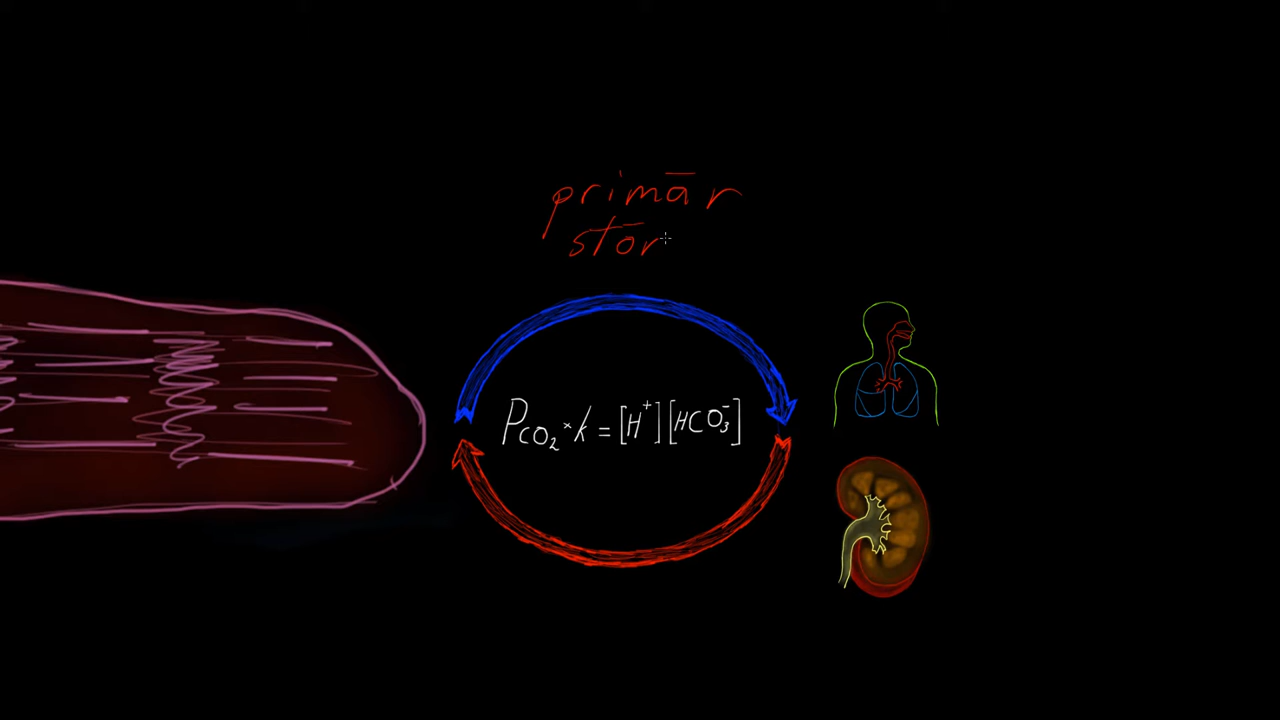 primār
stōr
P_CO₂ × k = [H⁺][HCO₃⁻]